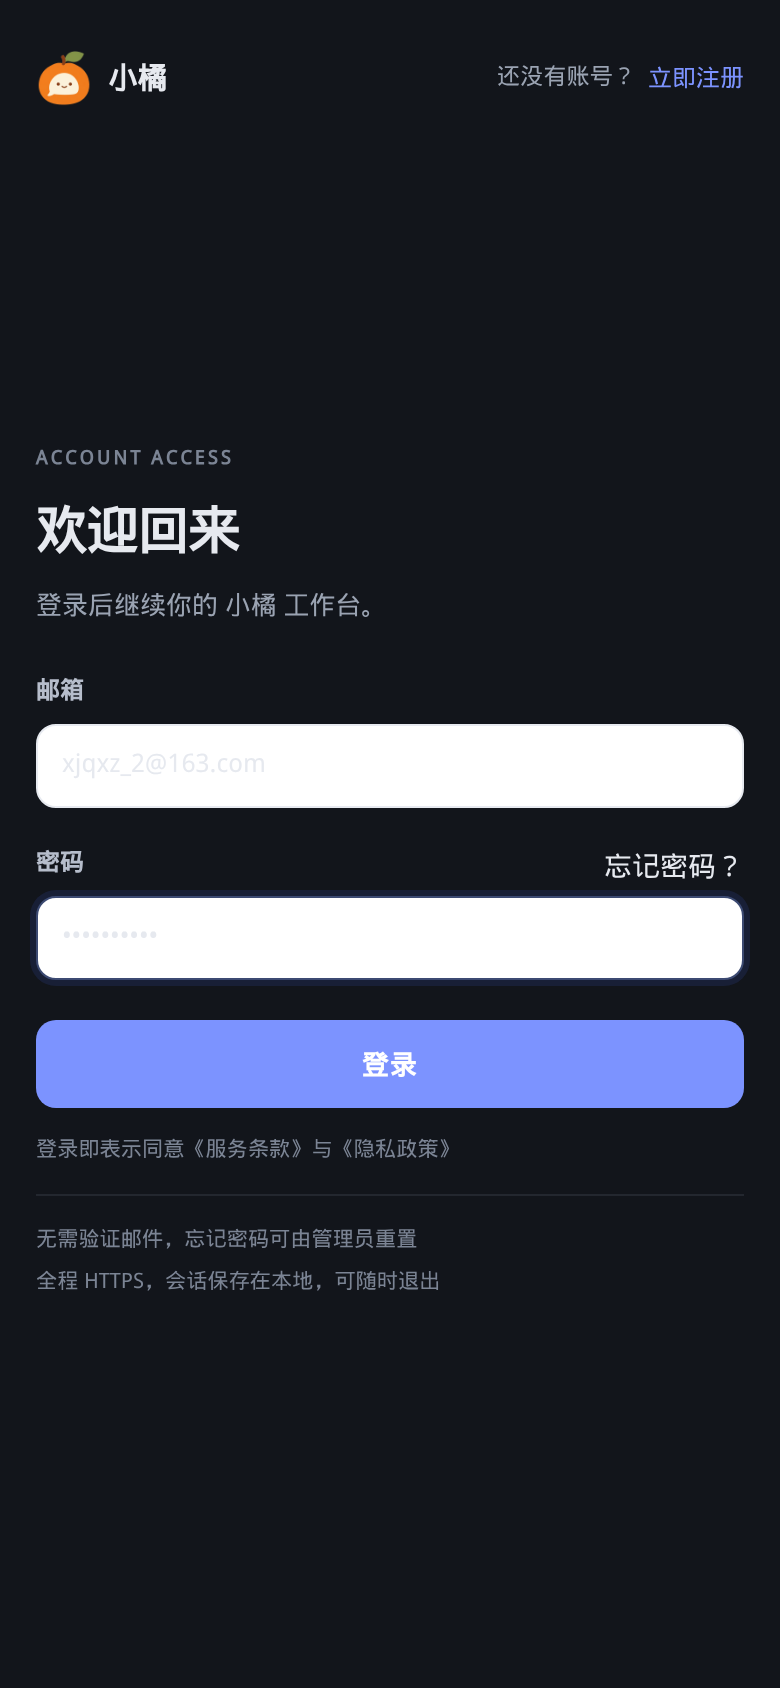 小橘
还没有账号？ 立即注册
ACCOUNT ACCESS
欢迎回来
登录后继续你的 小橘 工作台。
邮箱
xjqxz_2@163.com
密码 忘记密码？
••••••••••
登录
登录即表示同意《服务条款》与《隐私政策》
无需验证邮件，忘记密码可由管理员重置
全程 HTTPS，会话保存在本地，可随时退出